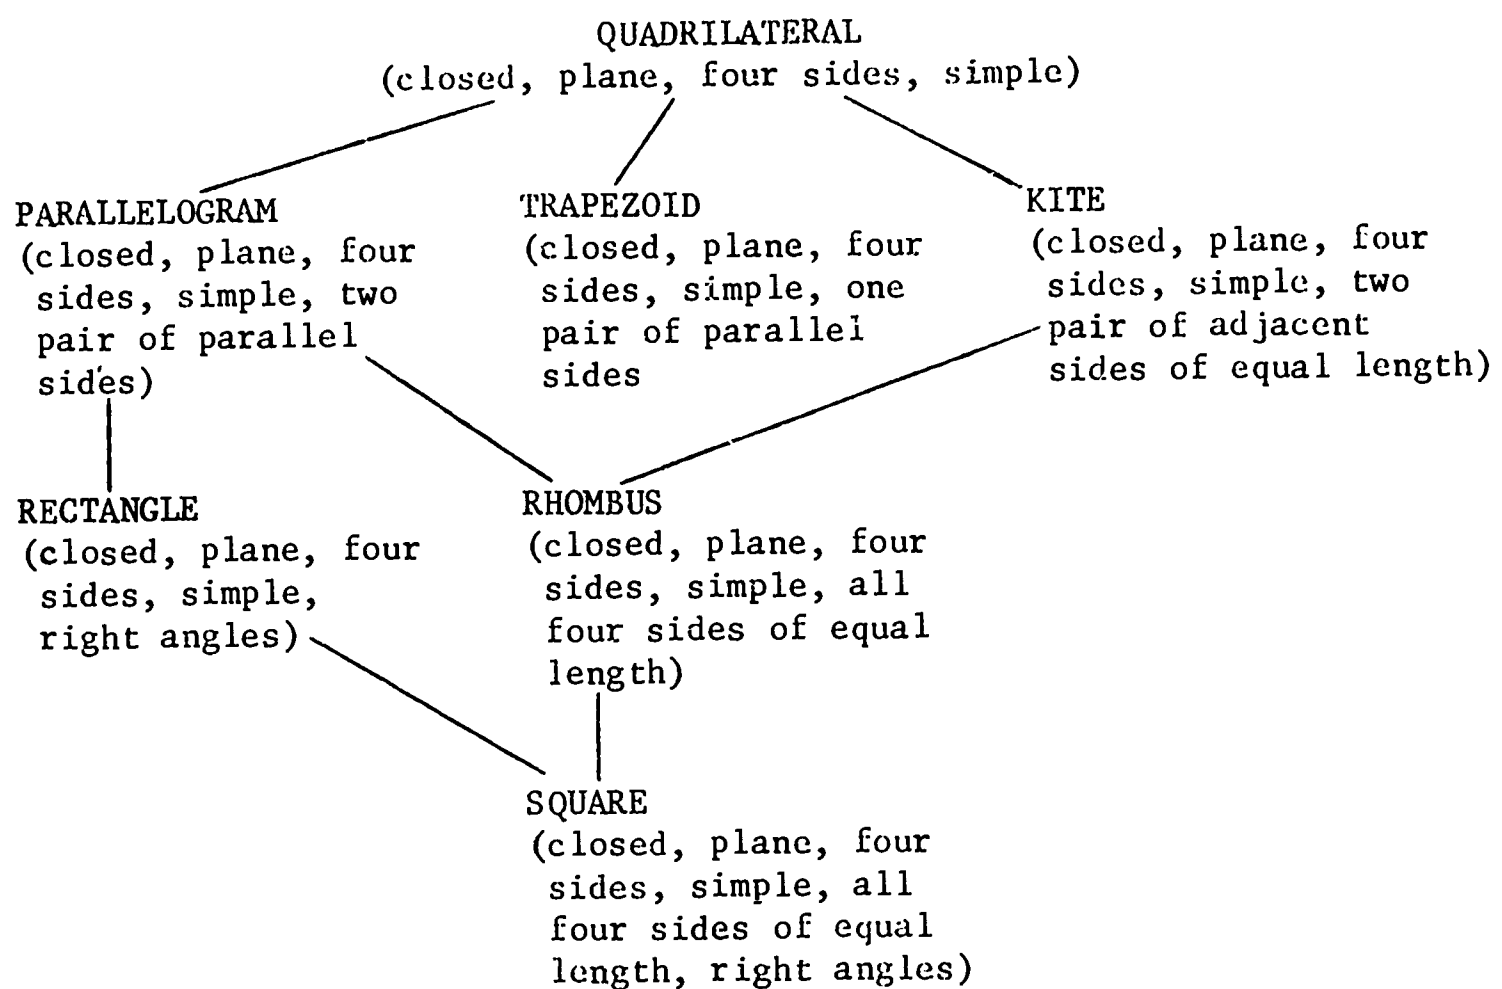 QUADRILATERAL
(closed, plane, four sides, simple)
PARALLELOGRAM
(closed, plane, four
sides, simple, two
pair of parallel
sides)
TRAPEZOID
(closed, plane, four
sides, simple, one
pair of parallel
sides
KITE
(closed, plane, four
sides, simple, two
pair of adjacent
sides of equal length)
RECTANGLE
(closed, plane, four
sides, simple,
right angles)
RHOMBUS
(closed, plane, four
sides, simple, all
four sides of equal
length)
SQUARE
(closed, plane, four
sides, simple, all
four sides of equal
length, right angles)